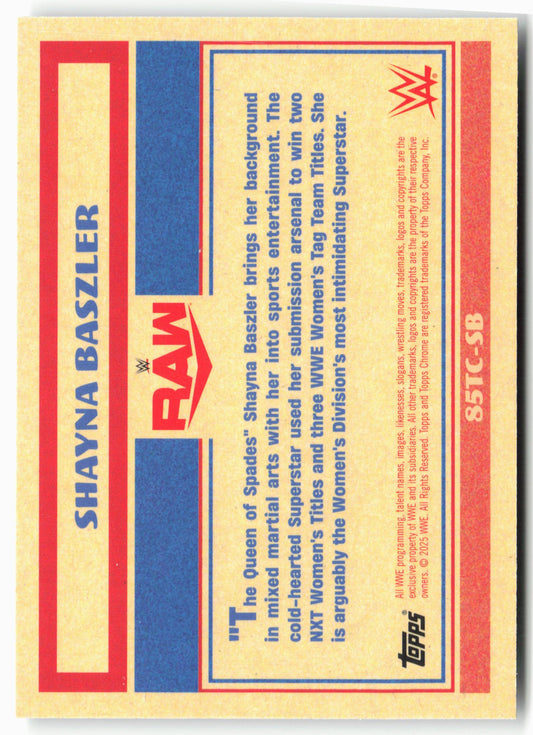 SHAYNA BASZLER
W
RAW
"The Queen of Spades" Shayna Baszler brings her background
in mixed martial arts with her into sports entertainment. The
cold-hearted Superstar used her submission arsenal to win two
NXT Women's Titles and three WWE Women's Tag Team Titles. She
is arguably the Women's Division's most intimidating Superstar.
topps
All WWE programming, talent names, images, likenesses, slogans, wrestling moves, trademarks, logos and copyrights are the
exclusive property of WWE and its subsidiaries. All other trademarks, logos and copyrights are the property of their respective
owners. © 2025 WWE. All Rights Reserved. Topps and Topps Chrome are registered trademarks of the Topps Company, Inc.
W
85TC-SB